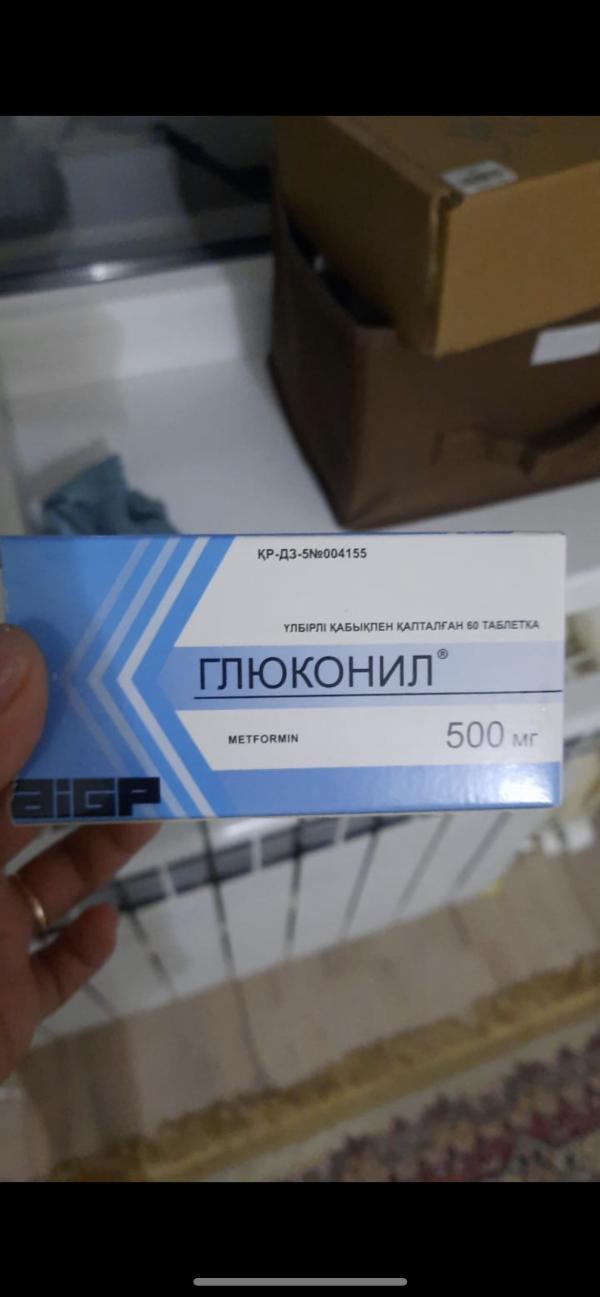 ҚР-ДЗ-5№004155
ҮЛБІРЛІ ҚАБЫҚПЕН ҚАПТАЛҒАН 60 ТАБЛЕТКА
ГЛЮКОНИЛ®
METFORMIN
500 мг
aiGP